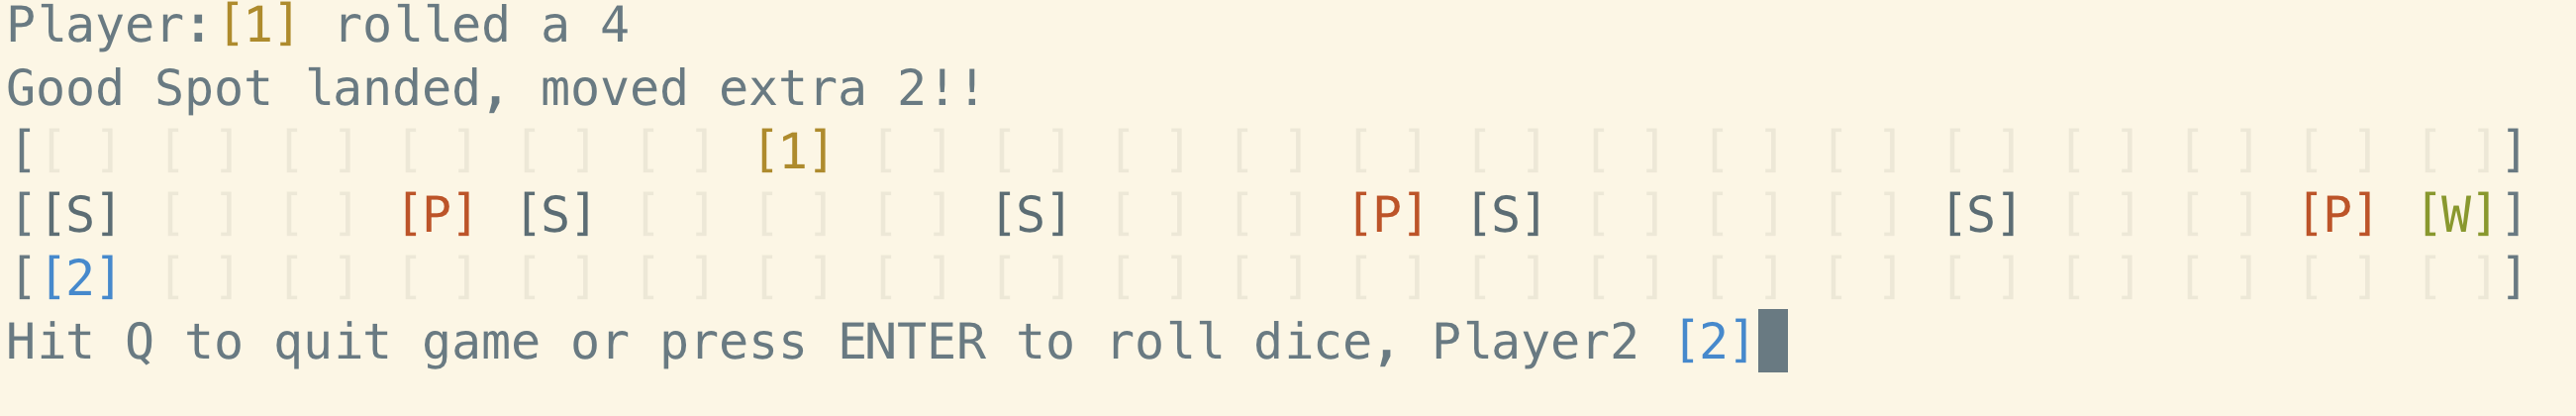 Player:[1] rolled a 4
Good Spot landed, moved extra 2!!
[[ ] [ ] [ ] [ ] [ ] [ ] [1] [ ] [ ] [ ] [ ] [ ] [ ] [ ] [ ] [ ] [ ] [ ] [ ] [ ] [ ]]
[[S] [ ] [ ] [P] [S] [ ] [ ] [ ] [S] [ ] [ ] [P] [S] [ ] [ ] [ ] [S] [ ] [ ] [P] [W]]
[[2] [ ] [ ] [ ] [ ] [ ] [ ] [ ] [ ] [ ] [ ] [ ] [ ] [ ] [ ] [ ] [ ] [ ] [ ] [ ] [ ]]
Hit Q to quit game or press ENTER to roll dice, Player2 [2]